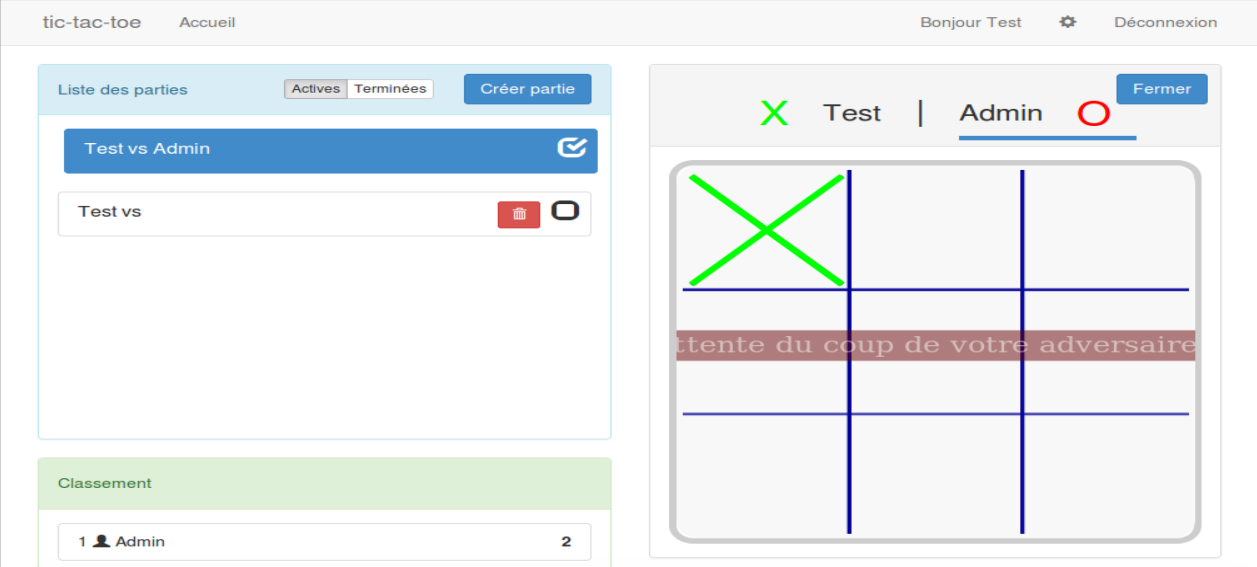 tic-tac-toe Accueil Bonjour Test Déconnexion
Liste des parties Actives Terminées Créer partie
Test vs Admin
Test vs
Classement
1 Admin 2
Fermer
X Test | Admin O
ttente du coup de votre adversaire